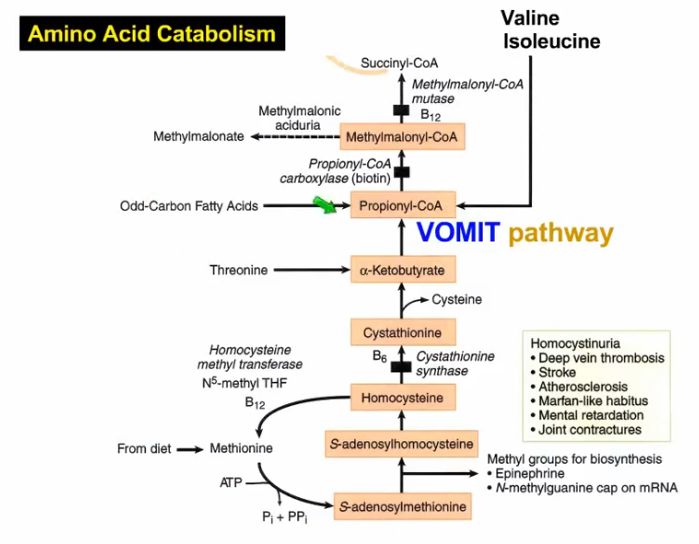 Amino Acid Catabolism
Valine
Isoleucine
Succinyl-CoA
Methylmalonyl-CoA
mutase
B12
Methylmalonic
aciduria
Methylmalonate
Methylmalonyl-CoA
Propionyl-CoA
carboxylase (biotin)
Odd-Carbon Fatty Acids
Propionyl-CoA
VOMIT pathway
Threonine
α-Ketobutyrate
Cysteine
Cystathionine
Homocysteine
methyl transferase
N5-methyl THF
B12
B6
Cystathionine
synthase
Homocysteine
Homocystinuria
• Deep vein thrombosis
• Stroke
• Atherosclerosis
• Marfan-like habitus
• Mental retardation
• Joint contractures
From diet
Methionine
S-adenosylhomocysteine
Methyl groups for biosynthesis
• Epinephrine
• N-methylguanine cap on mRNA
ATP
Pi + PPi
S-adenosylmethionine